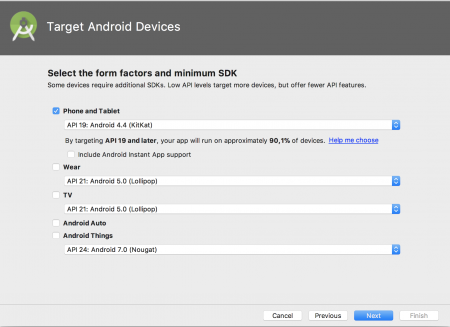 Target Android Devices
Select the form factors and minimum SDK
Some devices require additional SDKs. Low API levels target more devices, but offer fewer API features.
Phone and Tablet
API 19: Android 4.4 (KitKat)
By targeting API 19 and later, your app will run on approximately 90,1% of devices. Help me choose
Include Android Instant App support
Wear
API 21: Android 5.0 (Lollipop)
TV
API 21: Android 5.0 (Lollipop)
Android Auto
Android Things
API 24: Android 7.0 (Nougat)
Cancel Previous Next Finish